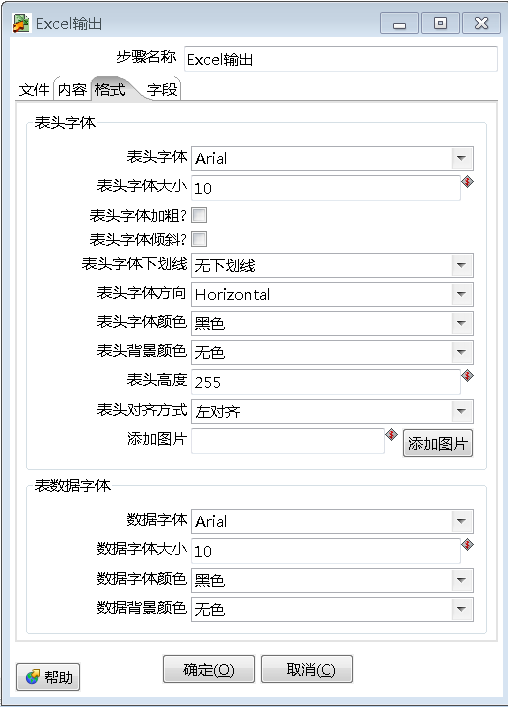 Excel输出
步骤名称 Excel输出
文件 内容 格式 字段
表头字体
表头字体 Arial
表头字体大小 10
表头字体加粗?
表头字体倾斜?
表头字体下划线 无下划线
表头字体方向 Horizontal
表头字体颜色 黑色
表头背景颜色 无色
表头高度 255
表头对齐方式 左对齐
添加图片 添加图片
表数据字体
数据字体 Arial
数据字体大小 10
数据字体颜色 黑色
数据背景颜色 无色
帮助 确定(O) 取消(C)